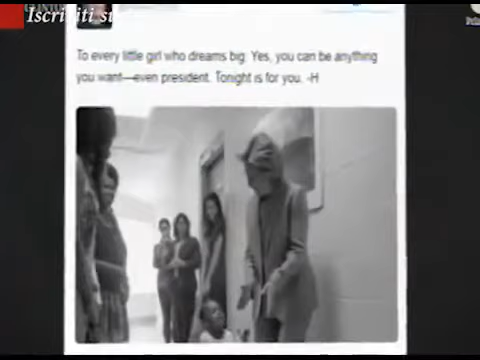 Iscriviti su
To every little girl who dreams big: Yes, you can be anything
you want—even president. Tonight is for you. -H